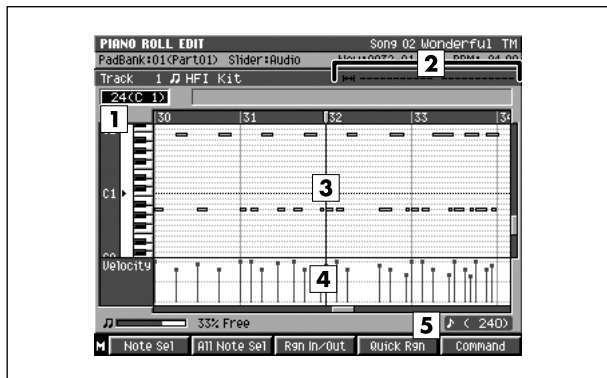 PIANO ROLL EDIT Song 02 Wonderful TM
PadBank:01(Part01) Slider:Audio
Track 1 HFI Kit
2
24(C 1)
1
30 31 32 33 34
C1
3
C0
Velocity
4
33% Free
5
( 240)
M Note Sel All Note Sel Rgn In/Out Quick Rgn Command